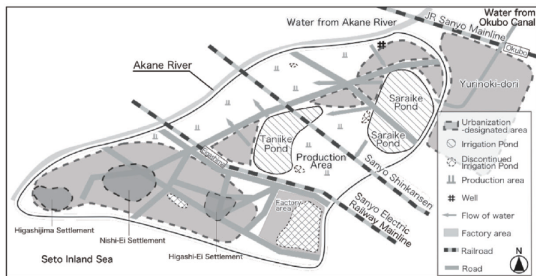 Water from Akane River
Water from
Okubo Canal
JR Sanyo Mainline
Okubo
Akane River
Yurinoki-dori
Saraike
Pond
Taniike
Pond
Saraike
Pond
Production
Area
Sanyo Shinkansen
Sanyo Electric
Railway Mainline
Factory
area
Higashijima Settlement
Nishi-Ei Settlement
Higashi-Ei Settlement
Seto Inland Sea
Urbanization
-designated area
Irrigation Pond
Discontinued
Irrigation Pond
Production area
Well
Flow of water
Factory area
Railroad
Road
N